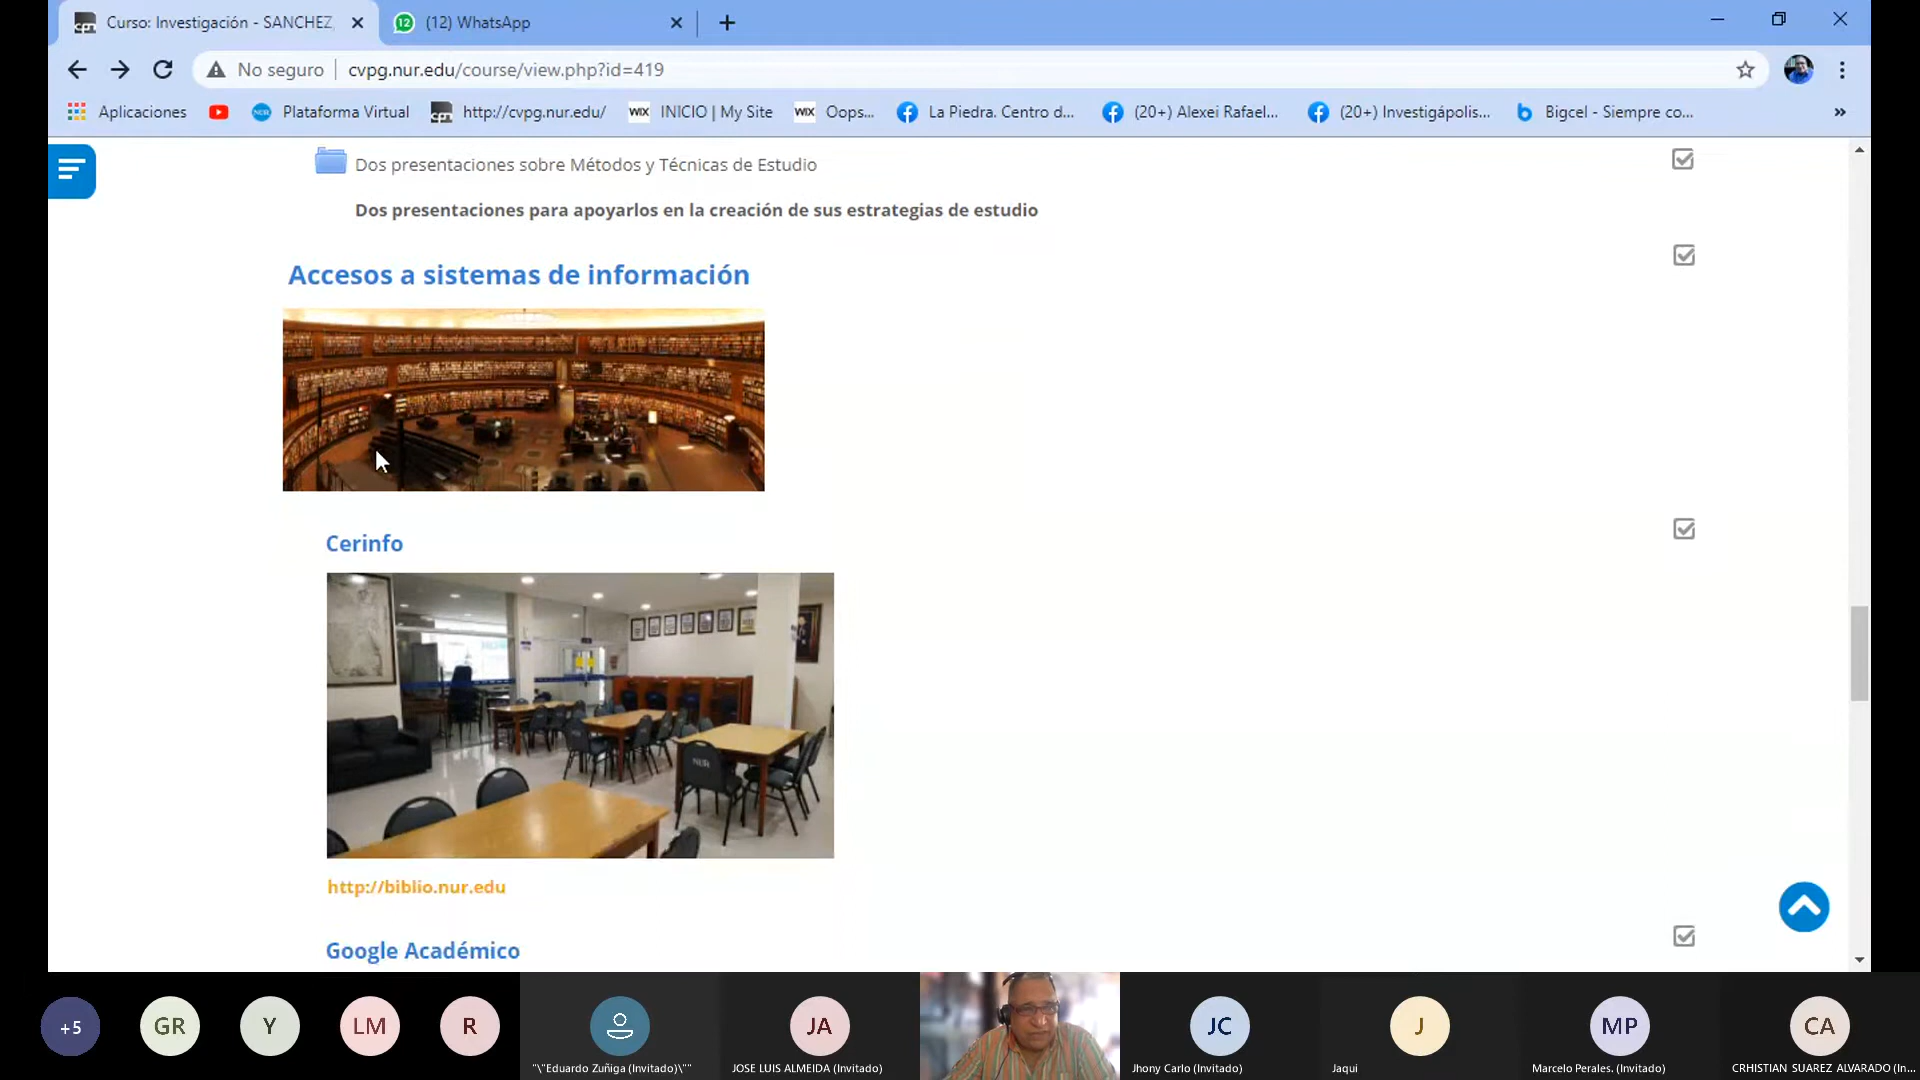 Curso: Investigación - SANCHEZ
(12) WhatsApp
No seguro
cvpg.nur.edu/course/view.php?id=419
Aplicaciones
Plataforma Virtual
http://cvpg.nur.edu/
INICIO | My Site
Oops...
La Piedra. Centro d...
(20+) Alexei Rafael...
(20+) Investigápolis...
Bigcel - Siempre co...
Dos presentaciones sobre Métodos y Técnicas de Estudio
Dos presentaciones para apoyarlos en la creación de sus estrategias de estudio
Accesos a sistemas de información
Cerinfo
NUR
http://biblio.nur.edu
Google Académico
+5
GR
Y
LM
R
"\"Eduardo Zuñiga (Invitado)\""
JA
JOSE LUIS ALMEIDA (Invitado)
JC
Jhony Carlo (Invitado)
J
Jaqui
MP
Marcelo Perales. (Invitado)
CA
CRHISTIAN SUAREZ ALVARADO (In...